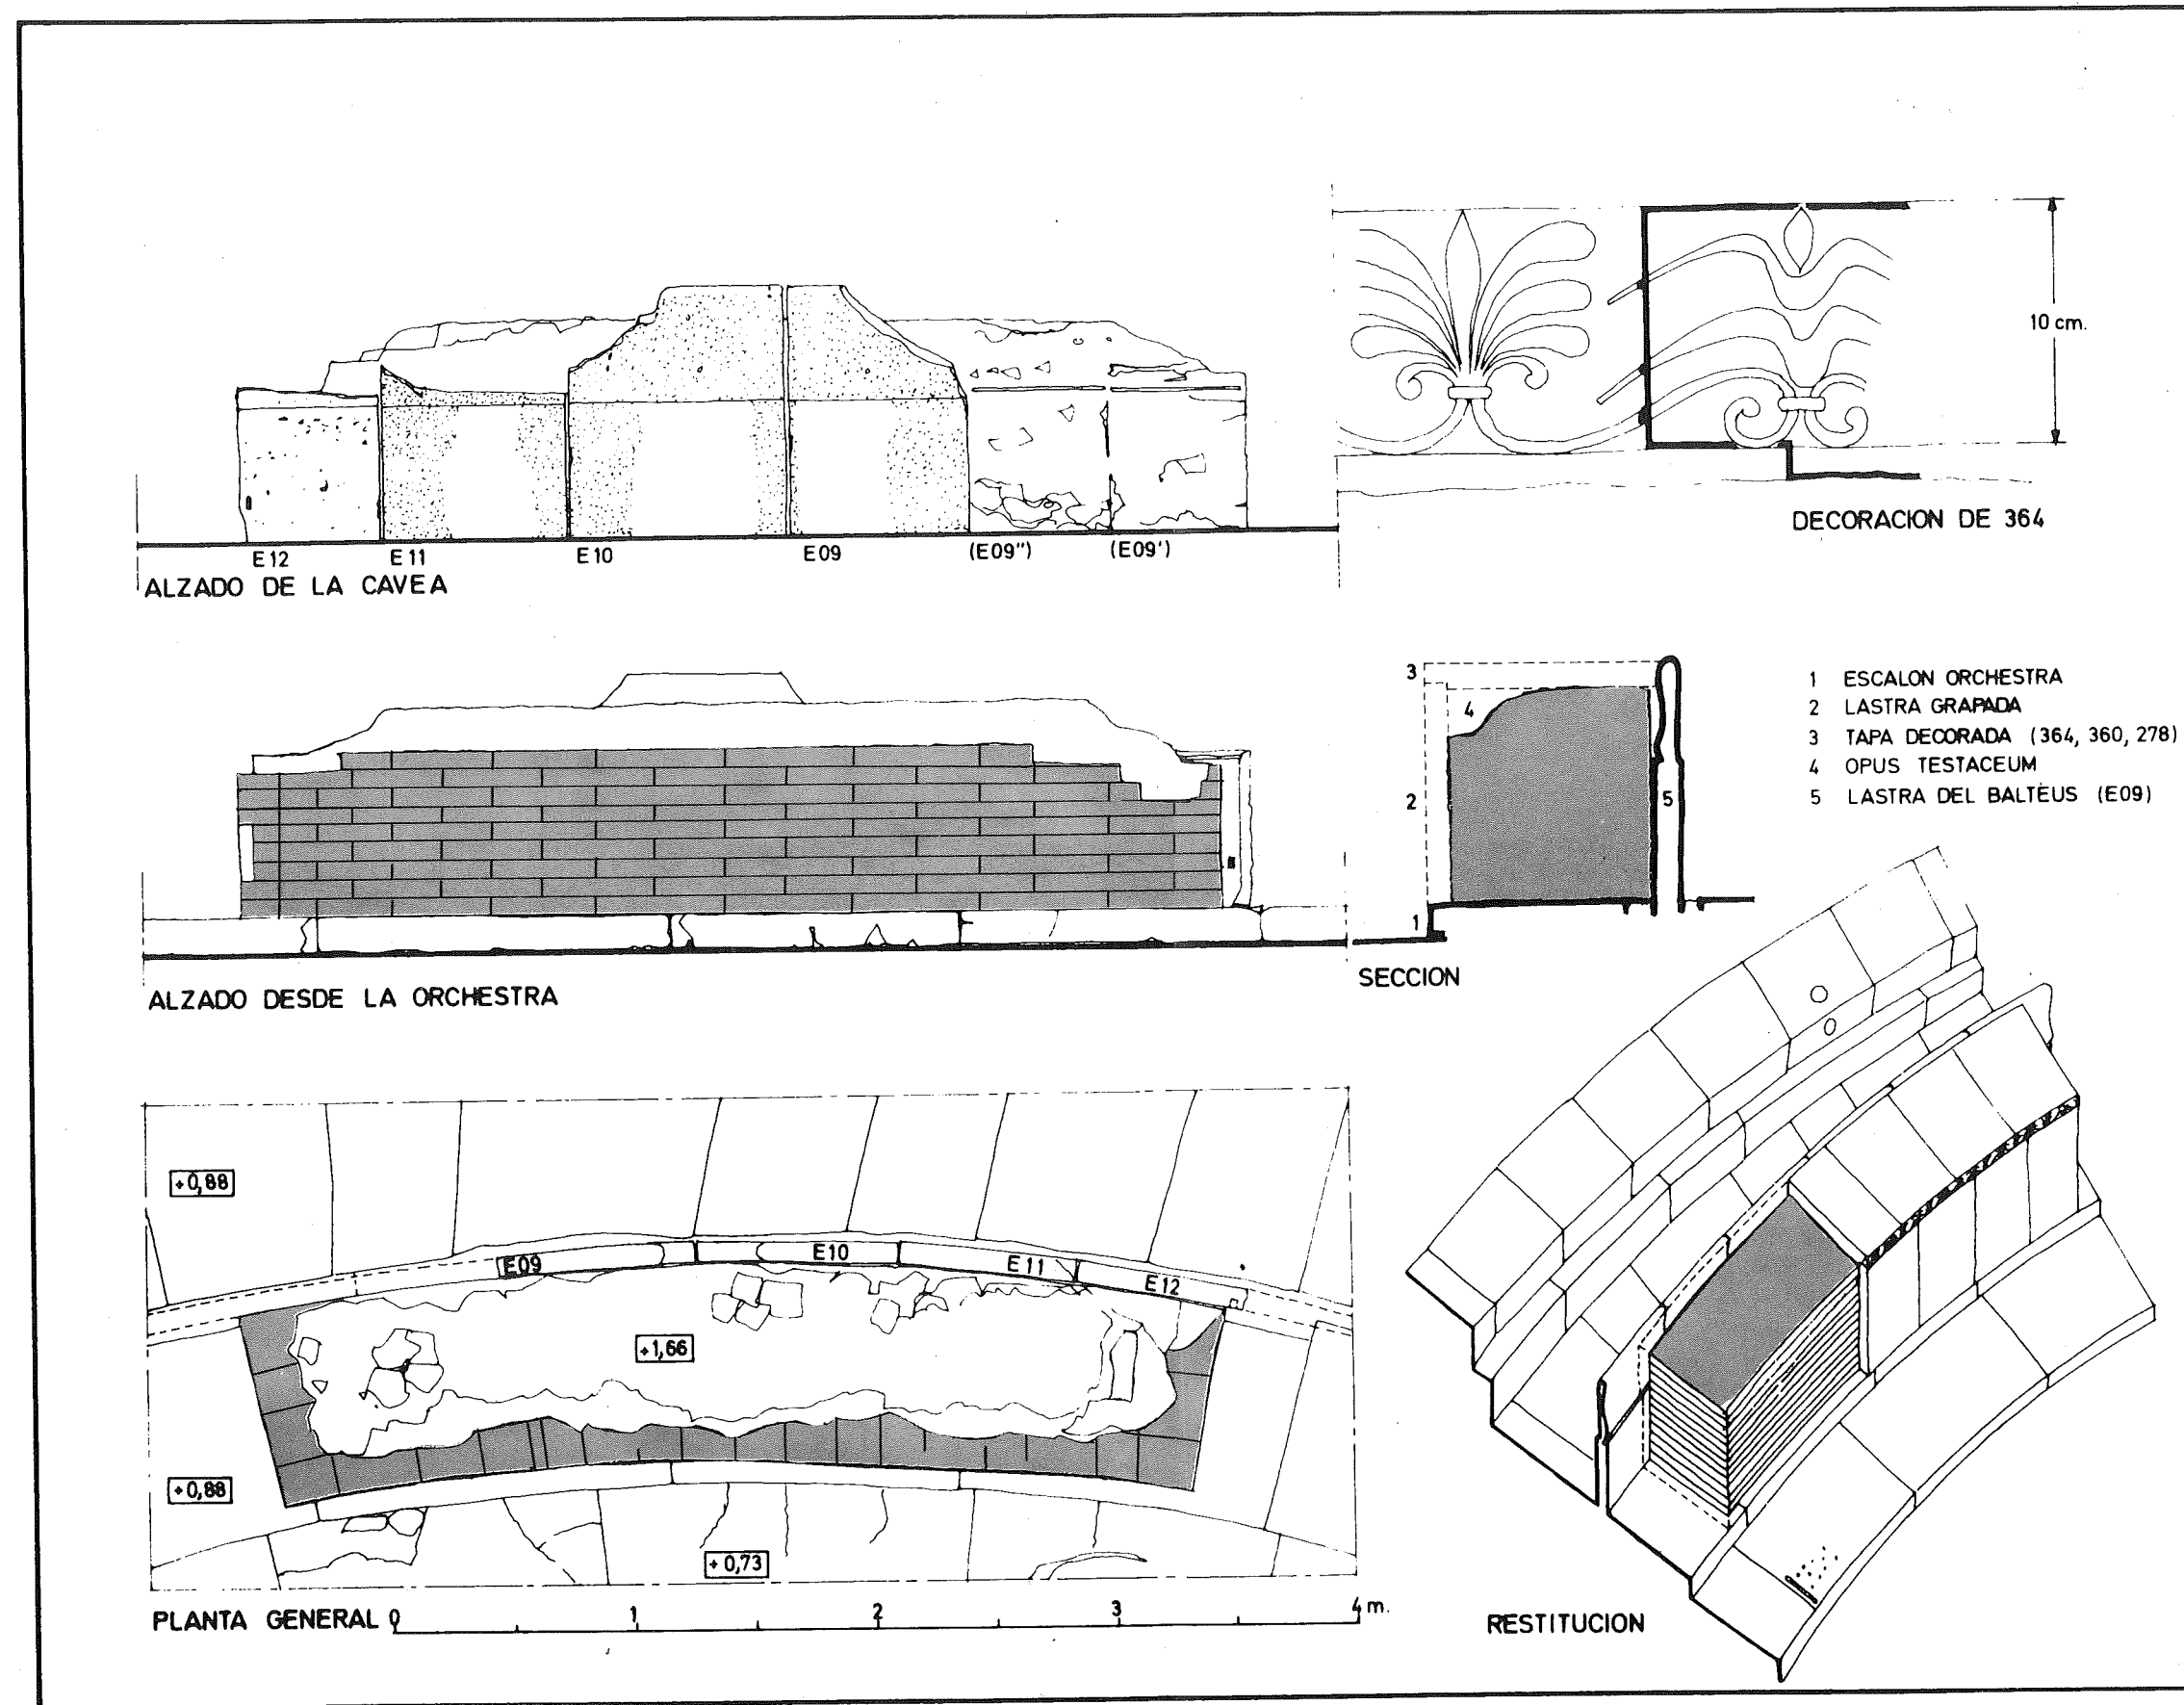 10 cm.
DECORACION DE 364
E12
E11
E10
E09
(E09")
(E09')
ALZADO DE LA CAVEA
3
4
2
5
1
1 ESCALON ORCHESTRA
2 LASTRA GRAPADA
3 TAPA DECORADA (364, 360, 278)
4 OPUS TESTACEUM
5 LASTRA DEL BALTEUS (E09)
SECCION
ALZADO DESDE LA ORCHESTRA
+0,88
E09
E10
E11
E12
+1,66
+0,88
+0,73
PLANTA GENERAL 0 1 2 3 4 m.
RESTITUCION